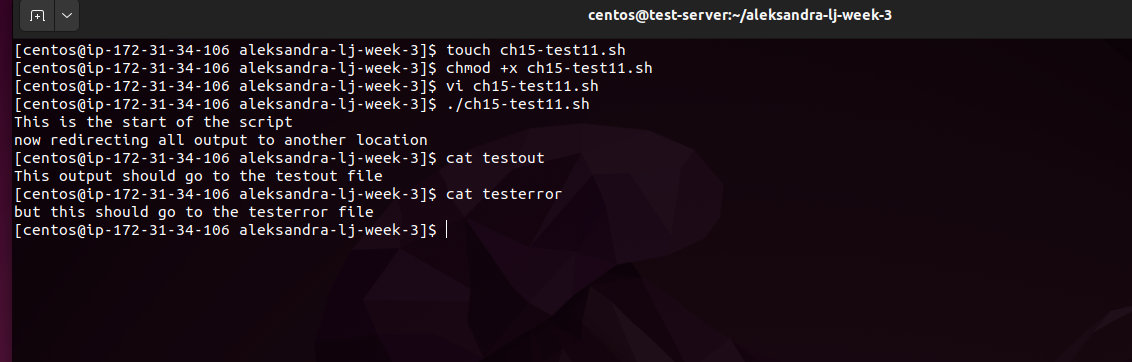 centos@test-server:~/aleksandra-lj-week-3
[centos@ip-172-31-34-106 aleksandra-lj-week-3]$ touch ch15-test11.sh
[centos@ip-172-31-34-106 aleksandra-lj-week-3]$ chmod +x ch15-test11.sh
[centos@ip-172-31-34-106 aleksandra-lj-week-3]$ vi ch15-test11.sh
[centos@ip-172-31-34-106 aleksandra-lj-week-3]$ ./ch15-test11.sh
This is the start of the script
now redirecting all output to another location
[centos@ip-172-31-34-106 aleksandra-lj-week-3]$ cat testout
This output should go to the testout file
[centos@ip-172-31-34-106 aleksandra-lj-week-3]$ cat testerror
but this should go to the testerror file
[centos@ip-172-31-34-106 aleksandra-lj-week-3]$